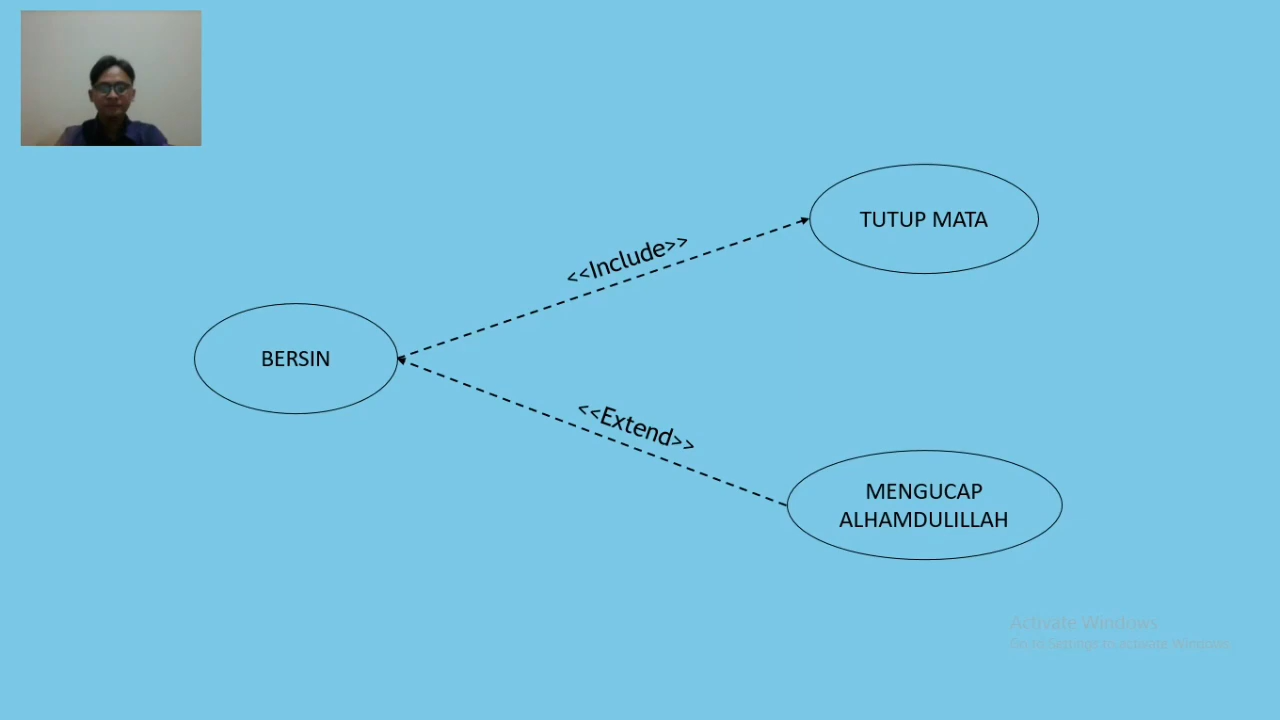 TUTUP MATA
<<Include>>
BERSIN
<<Extend>>
MENGUCAP
ALHAMDULILLAH
Activate Windows
Go to Settings to activate Windows.